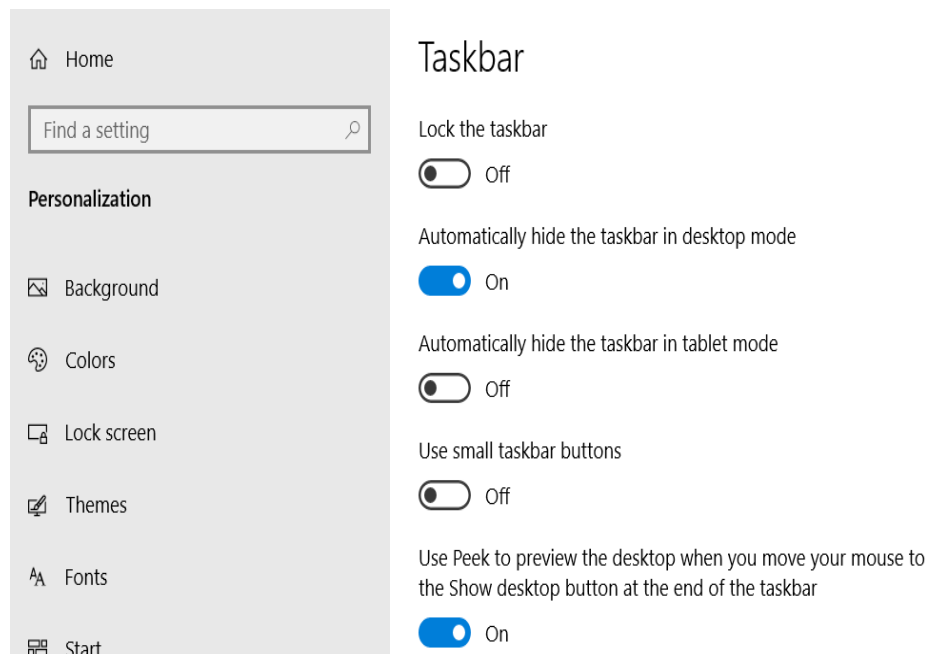 Home
Find a setting
Personalization
Background
Colors
Lock screen
Themes
Fonts
Start
Taskbar
Lock the taskbar
Off
Automatically hide the taskbar in desktop mode
On
Automatically hide the taskbar in tablet mode
Off
Use small taskbar buttons
Off
Use Peek to preview the desktop when you move your mouse to
the Show desktop button at the end of the taskbar
On